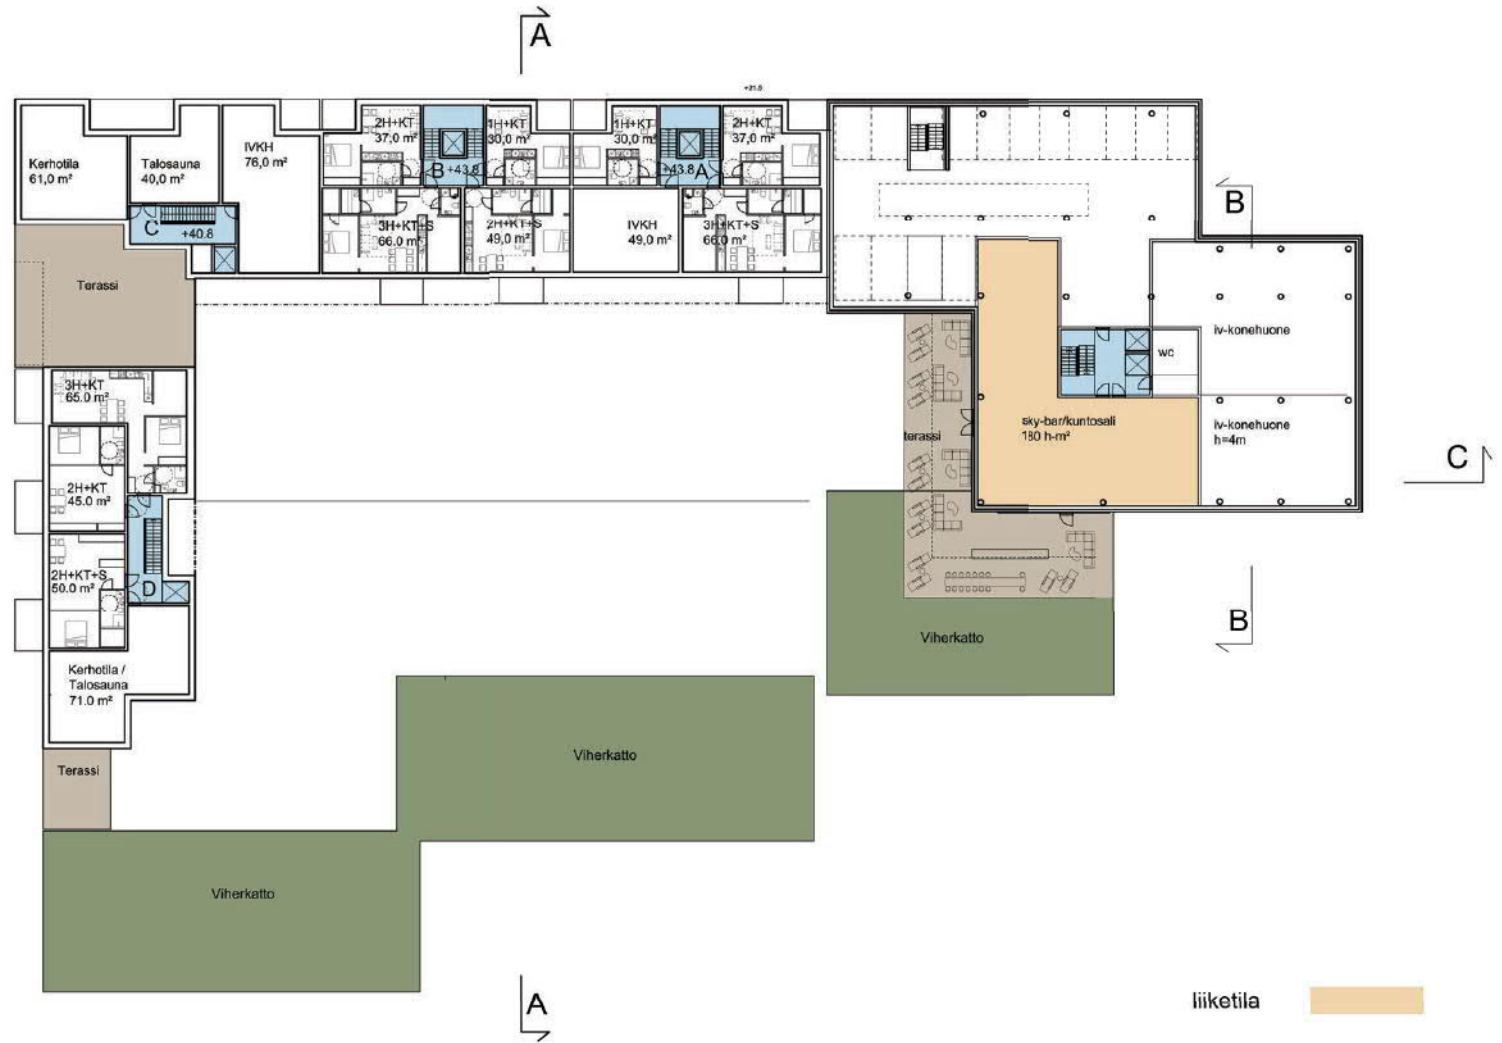 A
+31.8
Kerhotila
61,0 m²
Talosauna
40,0 m²
IVKH
76,0 m²
2H+KT
37,0 m²
1H+KT
30,0 m²
1H+KT
30,0 m²
2H+KT
37,0 m²
B +43.8
+43.8 A
C
+40.8
3H+KT+S
66.0 m²
2H+KT+S
49,0 m²
IVKH
49,0 m²
3H+KT+S
66.0 m²
B
Terassi
iv-konehuone
wc
3H+KT
65.0 m²
sky-bar/kuntosali
180 h-m²
iv-konehuone
h=4m
terassi
C
2H+KT
45.0 m²
2H+KT+S
50.0 m²
D
B
Viherkatto
Kerhotila /
Talosauna
71.0 m²
Terassi
Viherkatto
Viherkatto
A
liiketila